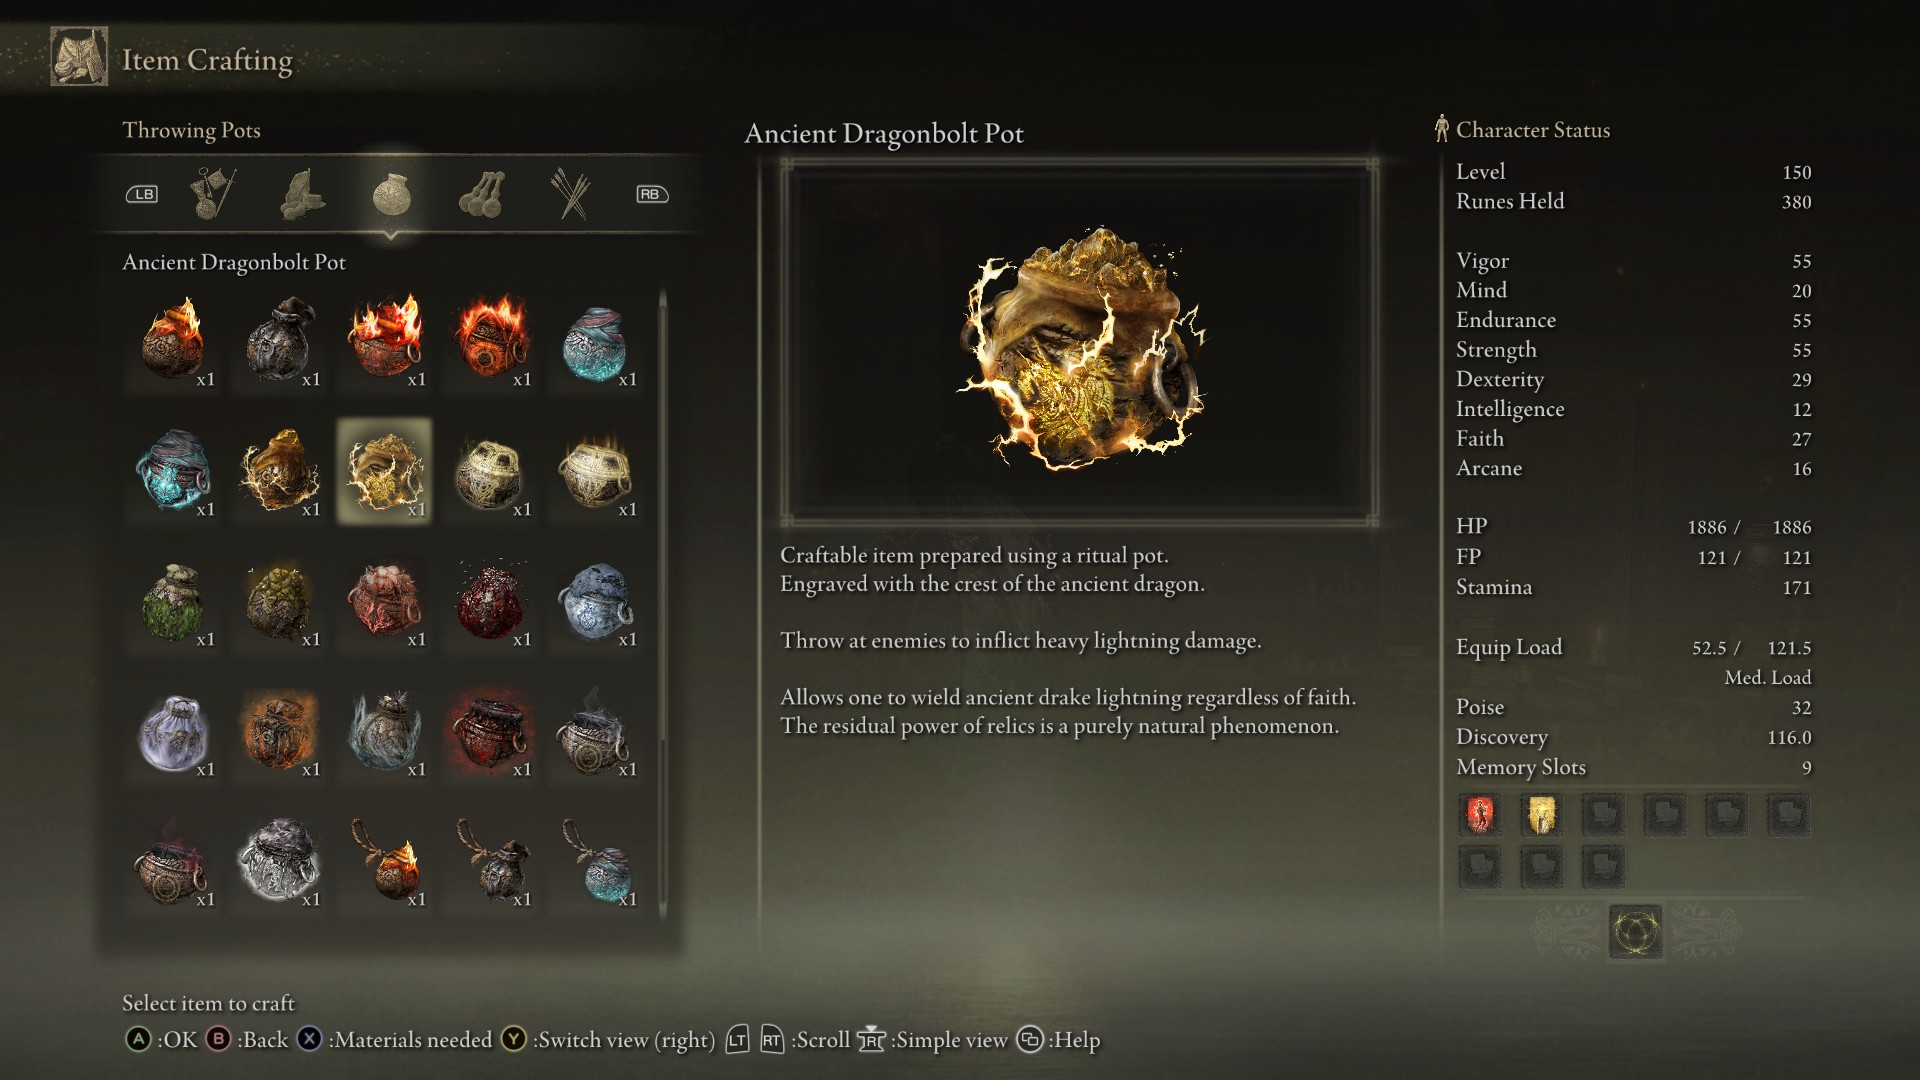 Item Crafting
Throwing Pots
LB
RB
Ancient Dragonbolt Pot
x1 x1 x1 x1 x1
x1 x1 x1 x1 x1
x1 x1 x1 x1 x1
x1 x1 x1 x1 x1
x1 x1 x1 x1 x1
Ancient Dragonbolt Pot
Craftable item prepared using a ritual pot.
Engraved with the crest of the ancient dragon.
Throw at enemies to inflict heavy lightning damage.
Allows one to wield ancient drake lightning regardless of faith.
The residual power of relics is a purely natural phenomenon.
Character Status
Level 150
Runes Held 380
Vigor 55
Mind 20
Endurance 55
Strength 55
Dexterity 29
Intelligence 12
Faith 27
Arcane 16
HP 1886 / 1886
FP 121 / 121
Stamina 171
Equip Load 52.5 / 121.5
Med. Load
Poise 32
Discovery 116.0
Memory Slots 9
Select item to craft
A :OK B :Back X :Materials needed Y :Switch view (right) LT RT :Scroll R :Simple view :Help